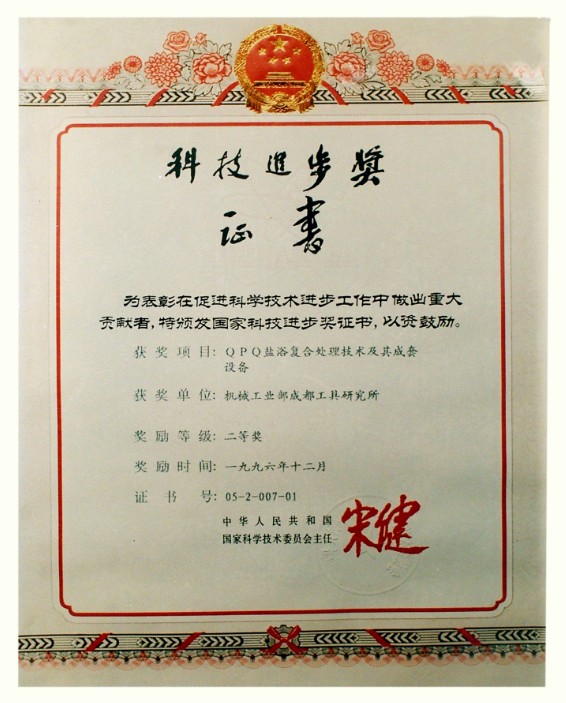 科技進步獎
证書
为表彰在促进科学技术进步工作中做出重大
贡献者，特颁发国家科技进步奖证书，以资鼓励。
获奖项目：QPQ盐浴复合处理技术及其成套
设备
获奖单位：机械工业部成都工具研究所
奖励等级：二等奖
奖励时间：一九九六年十二月
证书号：05-2-007-01
中华人民共和国
国家科学技术委员会主任
宋健